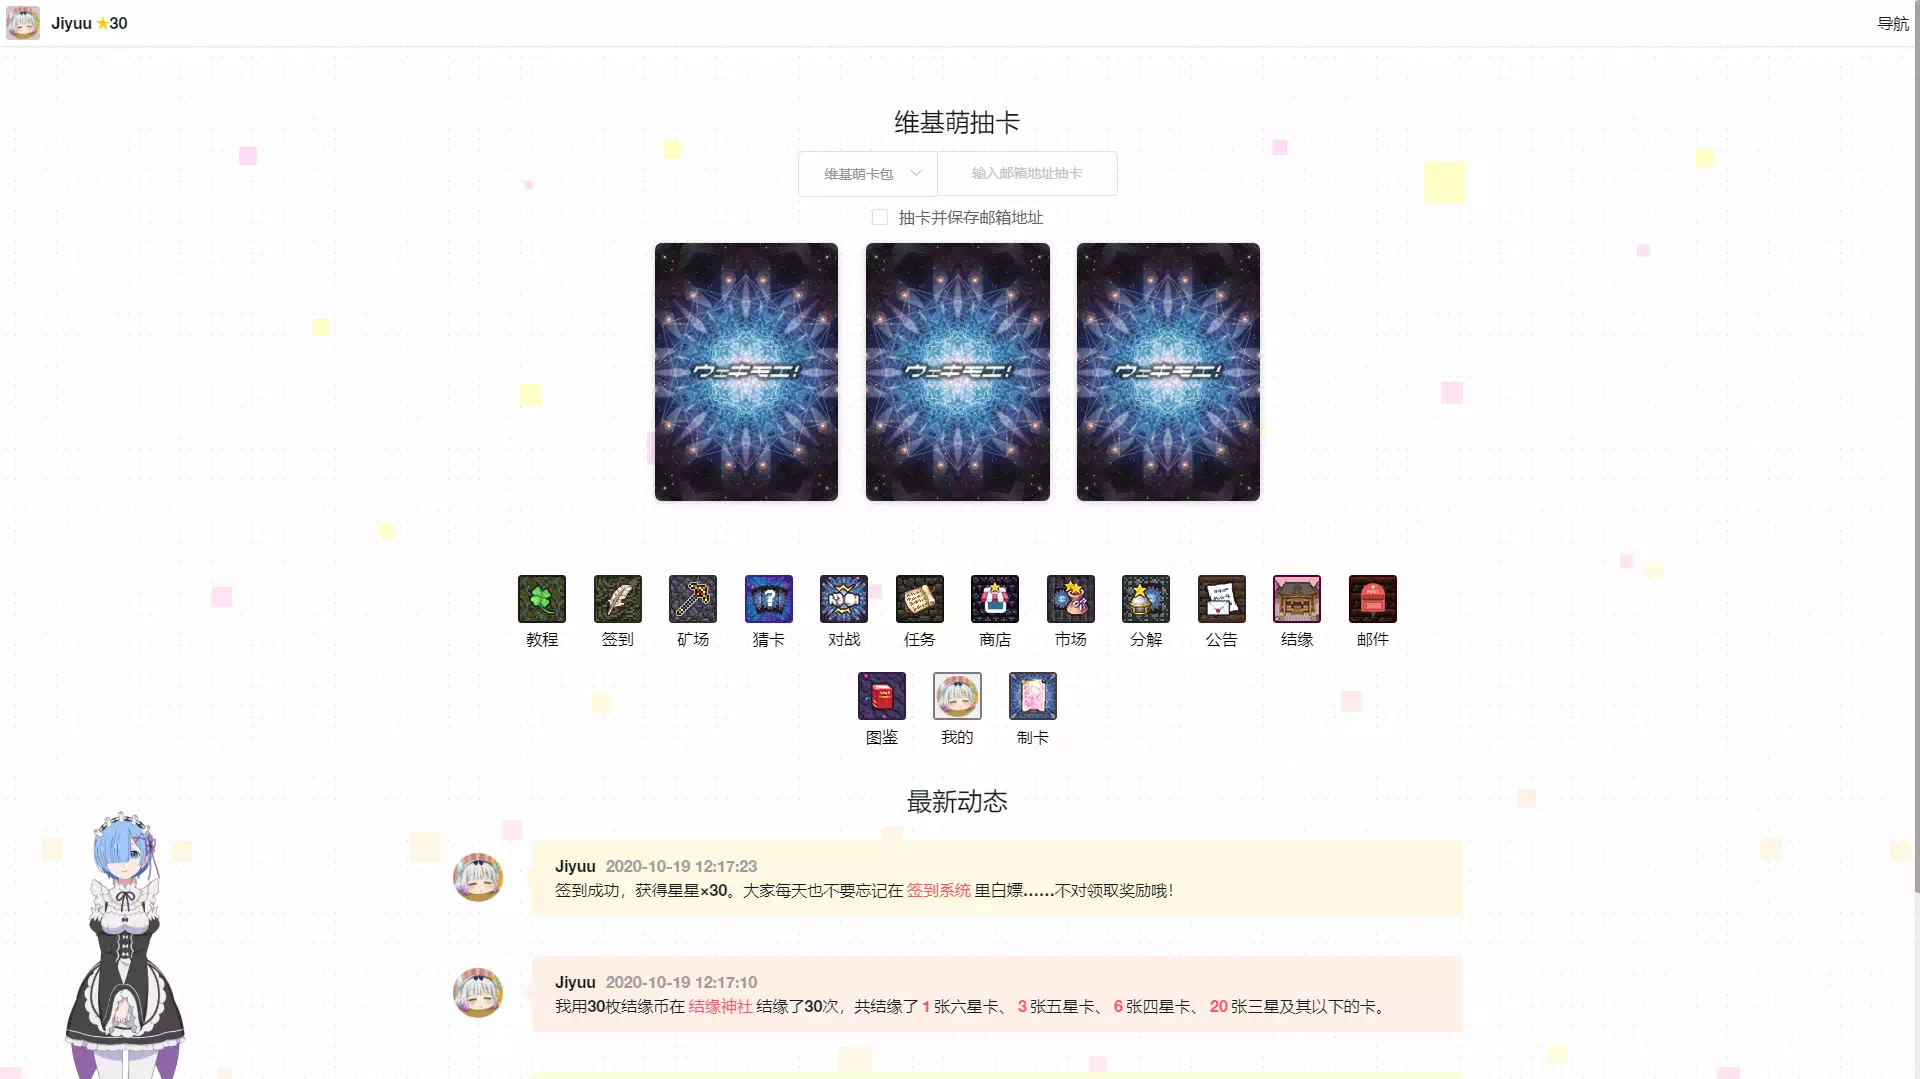 Jiyuu ★30
导航
维基萌抽卡
维基萌卡包
输入邮箱地址抽卡
抽卡并保存邮箱地址
ウェキモエ! ウェキモエ! ウェキモエ!
教程 签到 矿场 猜卡 对战 任务 商店 市场 分解 公告 结缘 邮件
图鉴 我的 制卡
最新动态
Jiyuu 2020-10-19 12:17:23
签到成功，获得星星×30。大家每天也不要忘记在 签到系统 里白嫖……不对领取奖励哦！
Jiyuu 2020-10-19 12:17:10
我用30枚结缘币在 结缘神社 结缘了30次，共结缘了 1 张六星卡、 3 张五星卡、 6 张四星卡、 20 张三星及其以下的卡。